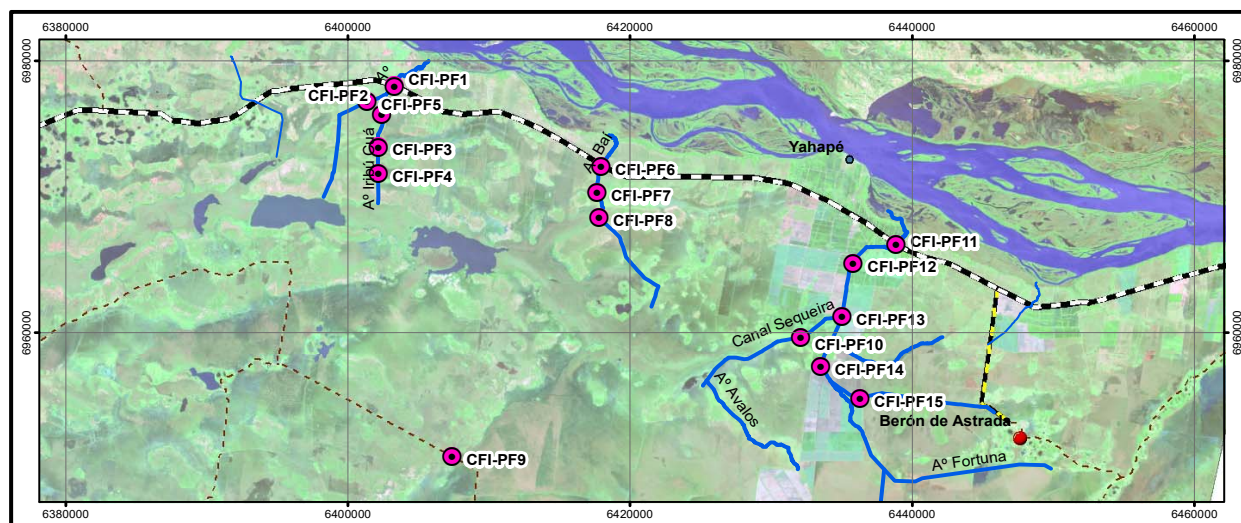 6380000
6400000
6420000
6440000
6460000
6980000
6980000
Aº
CFI-PF1
CFI-PF2
CFI-PF5
CFI-PF3
Aº Iribú Cuá
CFI-PF4
Aº Baí
CFI-PF6
CFI-PF7
CFI-PF8
Yahapé
CFI-PF11
CFI-PF12
Canal Sequeira
CFI-PF13
6960000
6960000
CFI-PF10
CFI-PF14
Aº Avalos
CFI-PF15
Berón de Astrada
CFI-PF9
Aº Fortuna
6380000
6400000
6420000
6440000
6460000